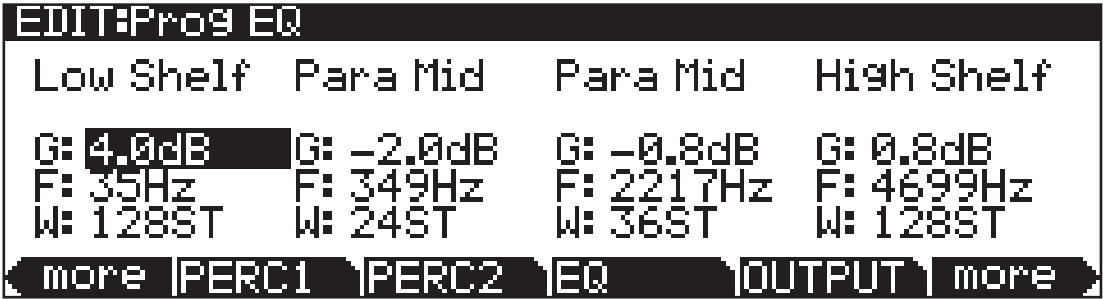 EDIT:Prog EQ
Low Shelf Para Mid Para Mid High Shelf
G: 4.0dB G: -2.0dB G: -0.8dB G: 0.8dB
F: 35Hz F: 349Hz F: 2217Hz F: 4699Hz
W: 128ST W: 24ST W: 36ST W: 128ST
more PERC1 PERC2 EQ OUTPUT more